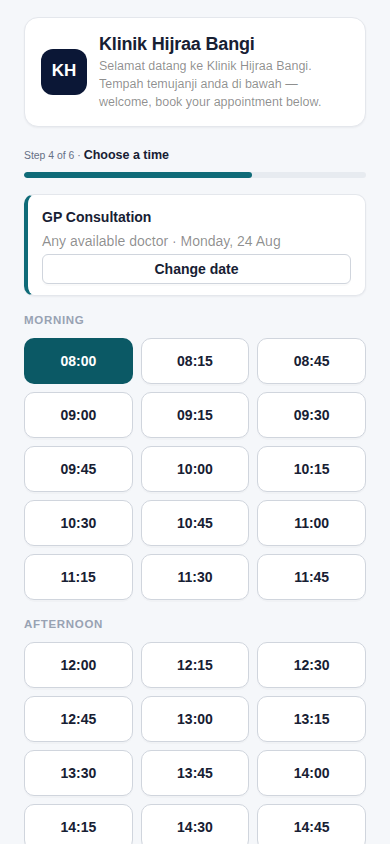 KH
Klinik Hijraa Bangi
Selamat datang ke Klinik Hijraa Bangi.
Tempah temujanji anda di bawah —
welcome, book your appointment below.
Step 4 of 6 · Choose a time
GP Consultation
Any available doctor · Monday, 24 Aug
Change date
MORNING
08:00 08:15 08:45
09:00 09:15 09:30
09:45 10:00 10:15
10:30 10:45 11:00
11:15 11:30 11:45
AFTERNOON
12:00 12:15 12:30
12:45 13:00 13:15
13:30 13:45 14:00
14:15 14:30 14:45